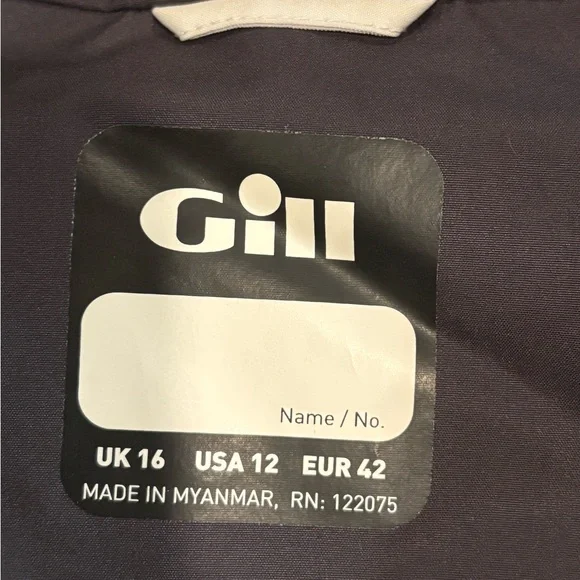 Gill
Name / No.
UK 16 USA 12 EUR 42
MADE IN MYANMAR, RN: 122075